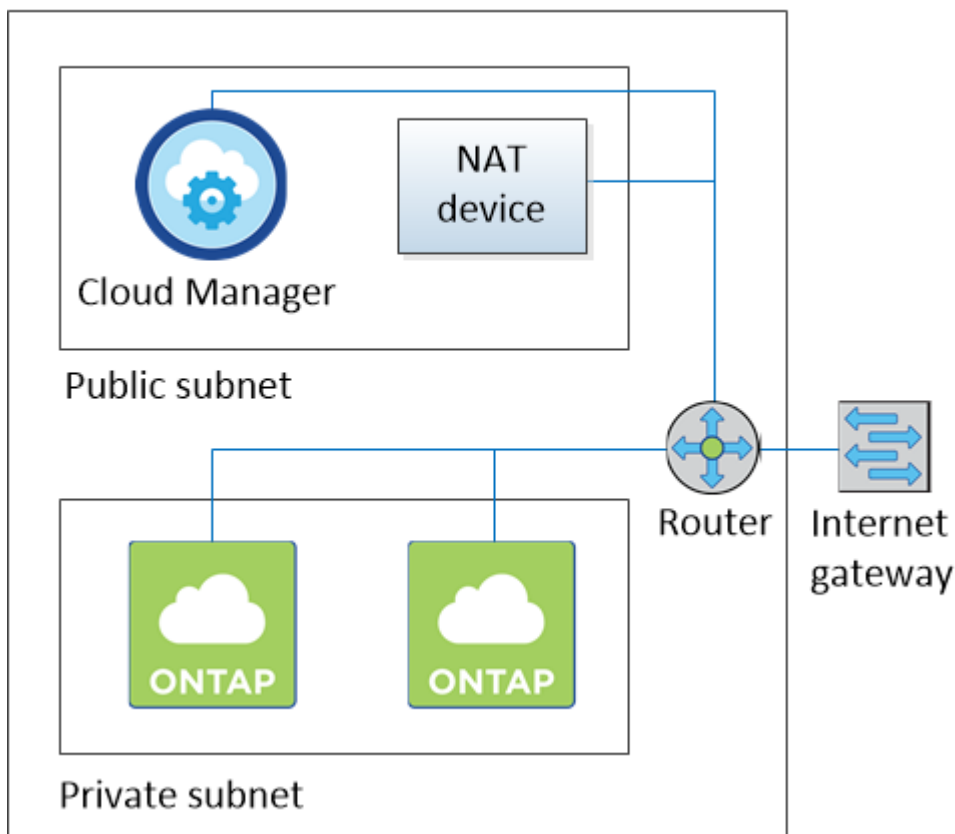 NAT
device
Cloud Manager
Public subnet
Router
Internet
gateway
ONTAP
ONTAP
Private subnet